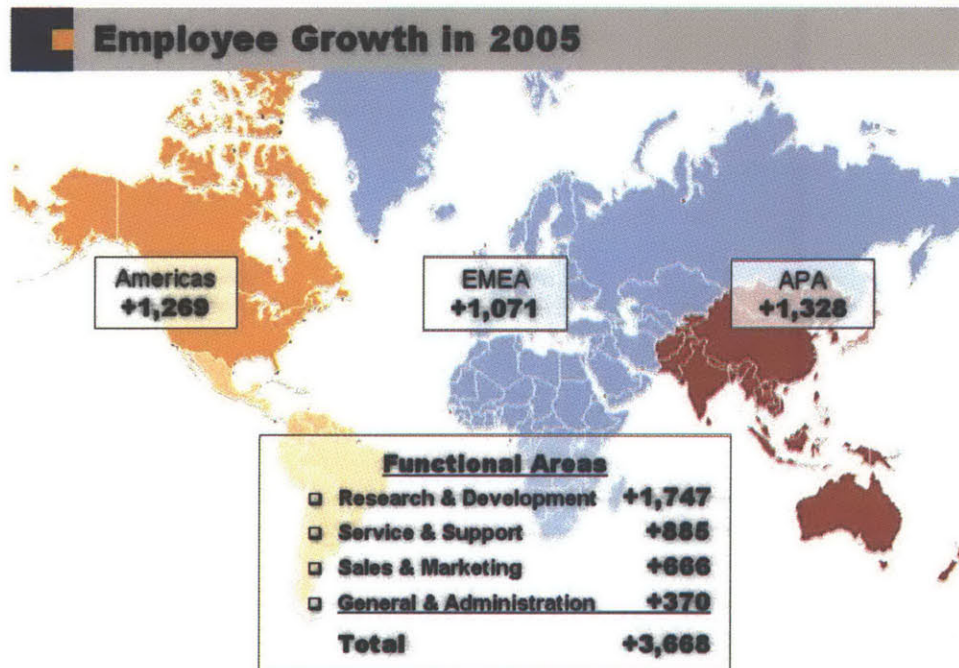 Employee Growth in 2005
Americas
+1,269
EMEA
+1,071
APA
+1,328
Functional Areas
Research & Development +1,747
Service & Support +885
Sales & Marketing +666
General & Administration +370
Total +3,668